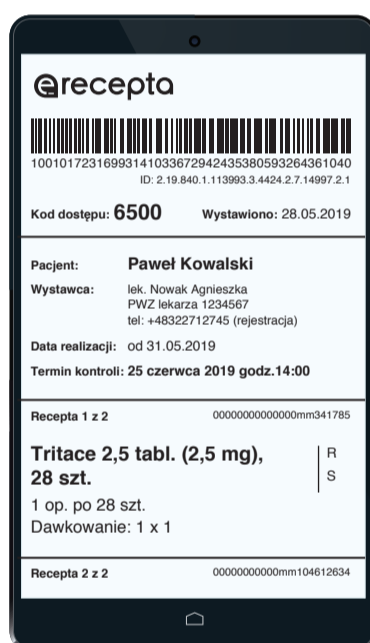 erecepta
10010172316993141033672942435380593264361040
ID: 2.19.840.1.113993.3.4424.2.7.14997.2.1
Kod dostępu: 6500 Wystawiono: 28.05.2019
Pacjent: Paweł Kowalski
Wystawca: lek. Nowak Agnieszka
PWZ lekarza 1234567
tel: +48322712745 (rejestracja)
Data realizacji: od 31.05.2019
Termin kontroli: 25 czerwca 2019 godz.14:00
Recepta 1 z 2 00000000000000mm341785
Tritace 2,5 tabl. (2,5 mg), R
28 szt. S
1 op. po 28 szt.
Dawkowanie: 1 x 1
Recepta 2 z 2 00000000000mm104612634